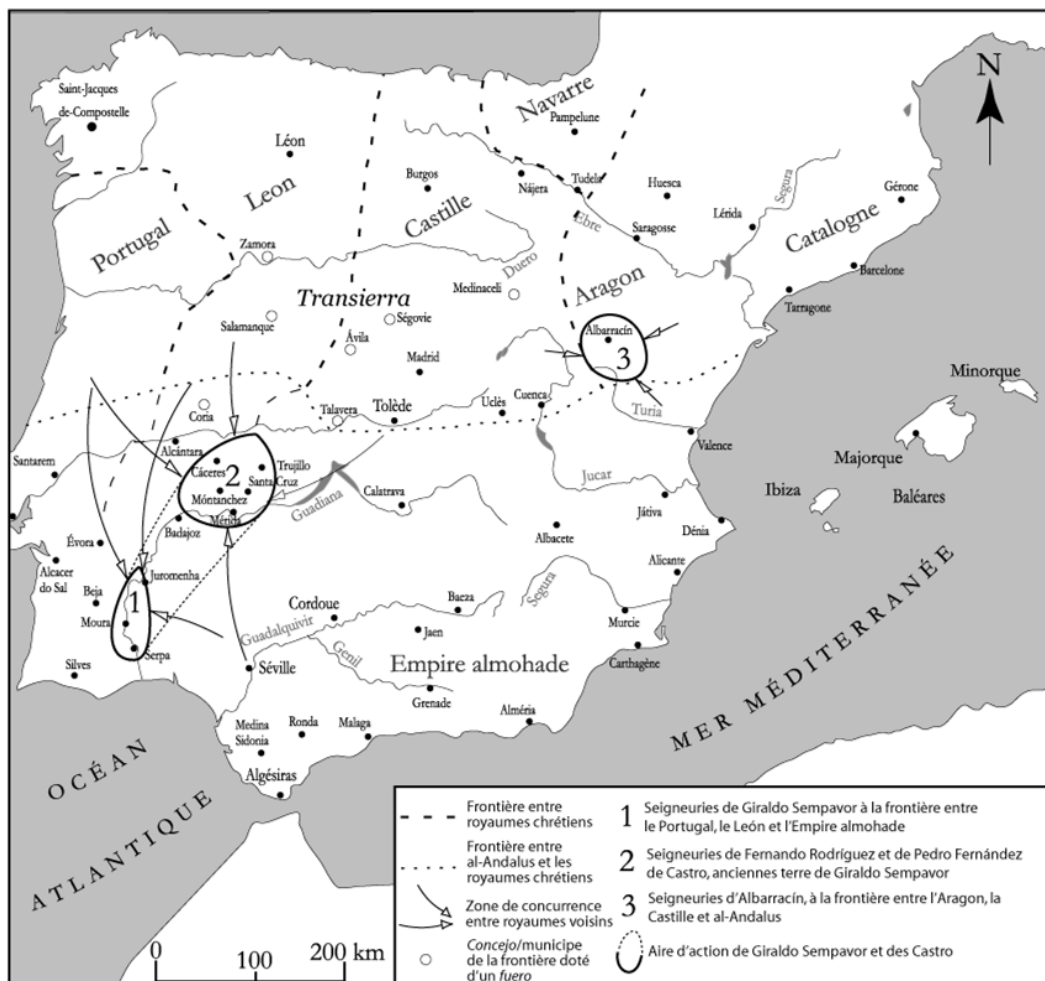 Saint-Jacques
de-Compostelle
Léon
Leon
Portugal
Zamora
Burgos
Castille
Navarre
Pampelune
Nájera
Tudela
Huesca
Ebre
Saragosse
Lérida
Segura
Gérone
Catalogne
Barcelone
Tarragone
N
Duero
Medinaceli
Aragon
Transierra
Salamanque
Ségovie
Ávila
Madrid
Albarracín
3
Coria
Talavera
Tolède
Uclès
Cuenca
Turia
Valence
Minorque
Majorque
Ibiza
Baléares
Santarem
Alcántara
Cáceres
2
Trujillo
Santa Cruz
Móntanchez
Mérida
Badajoz
Guadiana
Calatrava
Jucar
Játiva
Dénia
Albacete
Alicante
Évora
Alcacer
do Sal
Juromenha
Beja
1
Moura
Serpa
Silves
Cordoue
Baeza
Segura
Murcie
Jaen
Guadalquivir
Genil
Séville
Empire almohade
Carthagène
Grenade
Alméria
Medina
Sidonia
Ronda
Malaga
Algésiras
OCÉAN
ATLANTIQUE
MER MÉDITERRANÉE
0 100 200 km
Frontière entre
royaumes chrétiens
Frontière entre
al-Andalus et les
royaumes chrétiens
Zone de concurrence
entre royaumes voisins
Concejo/municipe
de la frontière doté
d'un fuero
1 Seigneuries de Giraldo Sempavor à la frontière entre
le Portugal, le León et l'Empire almohade
2 Seigneuries de Fernando Rodríguez et de Pedro Fernández
de Castro, anciennes terre de Giraldo Sempavor
3 Seigneuries d'Albarracín, à la frontière entre l'Aragon, la
Castille et al-Andalus
Aire d'action de Giraldo Sempavor et des Castro